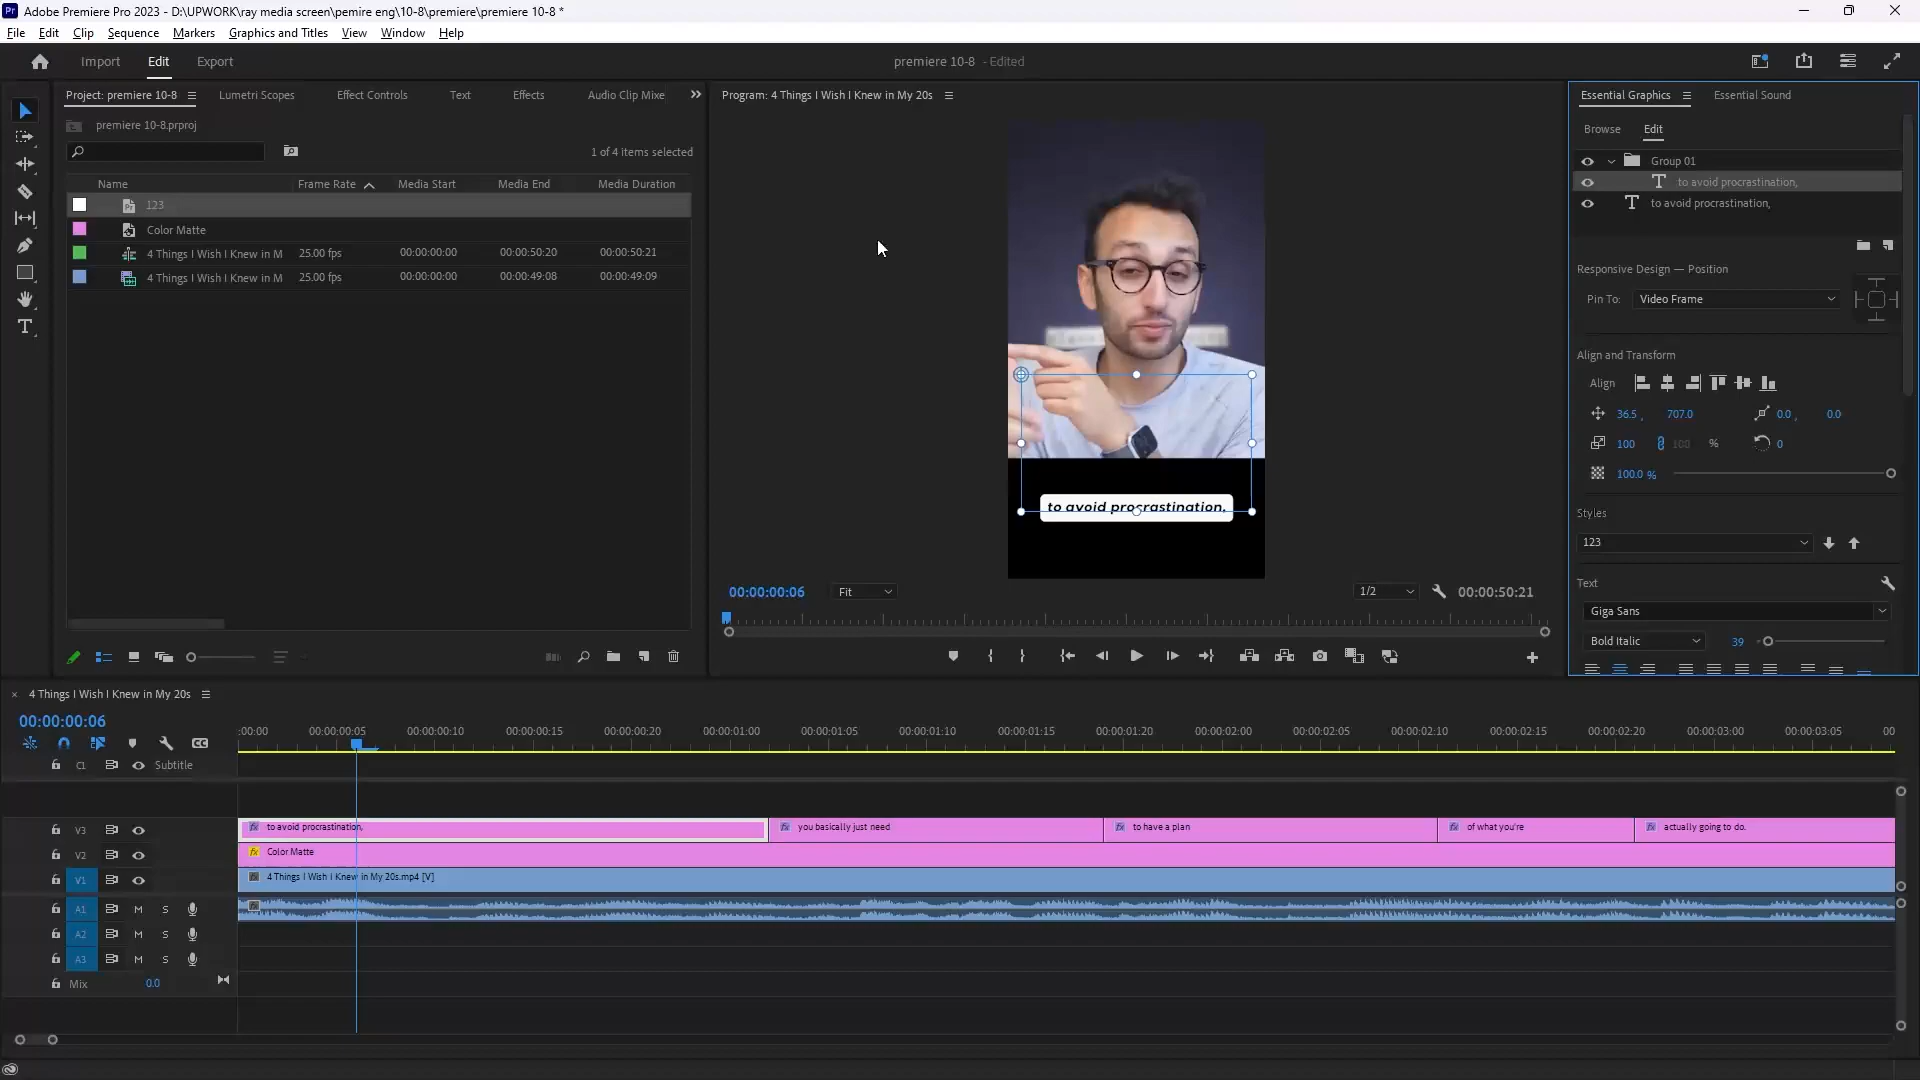 Adobe Premiere Pro 2023 - D:\UPWORK\ray media screen\pemire eng\10-8\premiere\premiere 10-8 *
File Edit Clip Sequence Markers Graphics and Titles View Window Help
Import Edit Export
premiere 10-8 - Edited
Project: premiere 10-8 Lumetri Scopes Effect Controls Text Effects Audio Clip Mixe
premiere 10-8.prproj
1 of 4 items selected
Name Frame Rate Media Start Media End Media Duration
123
Color Matte
4 Things I Wish I Knew in M 25.00 fps 00:00:00:00 00:00:50:20 00:00:50:21
4 Things I Wish I Knew in M 25.00 fps 00:00:00:00 00:00:49:08 00:00:49:09
Program: 4 Things I Wish I Knew in My 20s
to avoid procrastination,
00:00:00:06 Fit 1/2 00:00:50:21
Essential Graphics Essential Sound
Browse Edit
Group 01
to avoid procrastination,
to avoid procrastination,
Responsive Design — Position
Pin To: Video Frame
Align and Transform
Align
36.5 , 707.0 0.0 , 0.0
100 100 % 0
100.0 %
Styles
123
Text
Giga Sans
Bold Italic 39
4 Things I Wish I Knew in My 20s
00:00:00:06
:00:00 00:00:00:05 00:00:00:10 00:00:00:15 00:00:00:20 00:00:01:00 00:00:01:05 00:00:01:10 00:00:01:15 00:00:01:20 00:00:02:00 00:00:02:05 00:00:02:10 00:00:02:15 00:00:02:20 00:00:03:00 00:00:03:05 00
C1 Subtitle
V3 to avoid procrastination, you basically just need to have a plan of what you're actually going to do.
V2 Color Matte
V1 4 Things I Wish I Knew in My 20s.mp4 [V]
A1 M S
A2 M S
A3 M S
Mix 0.0